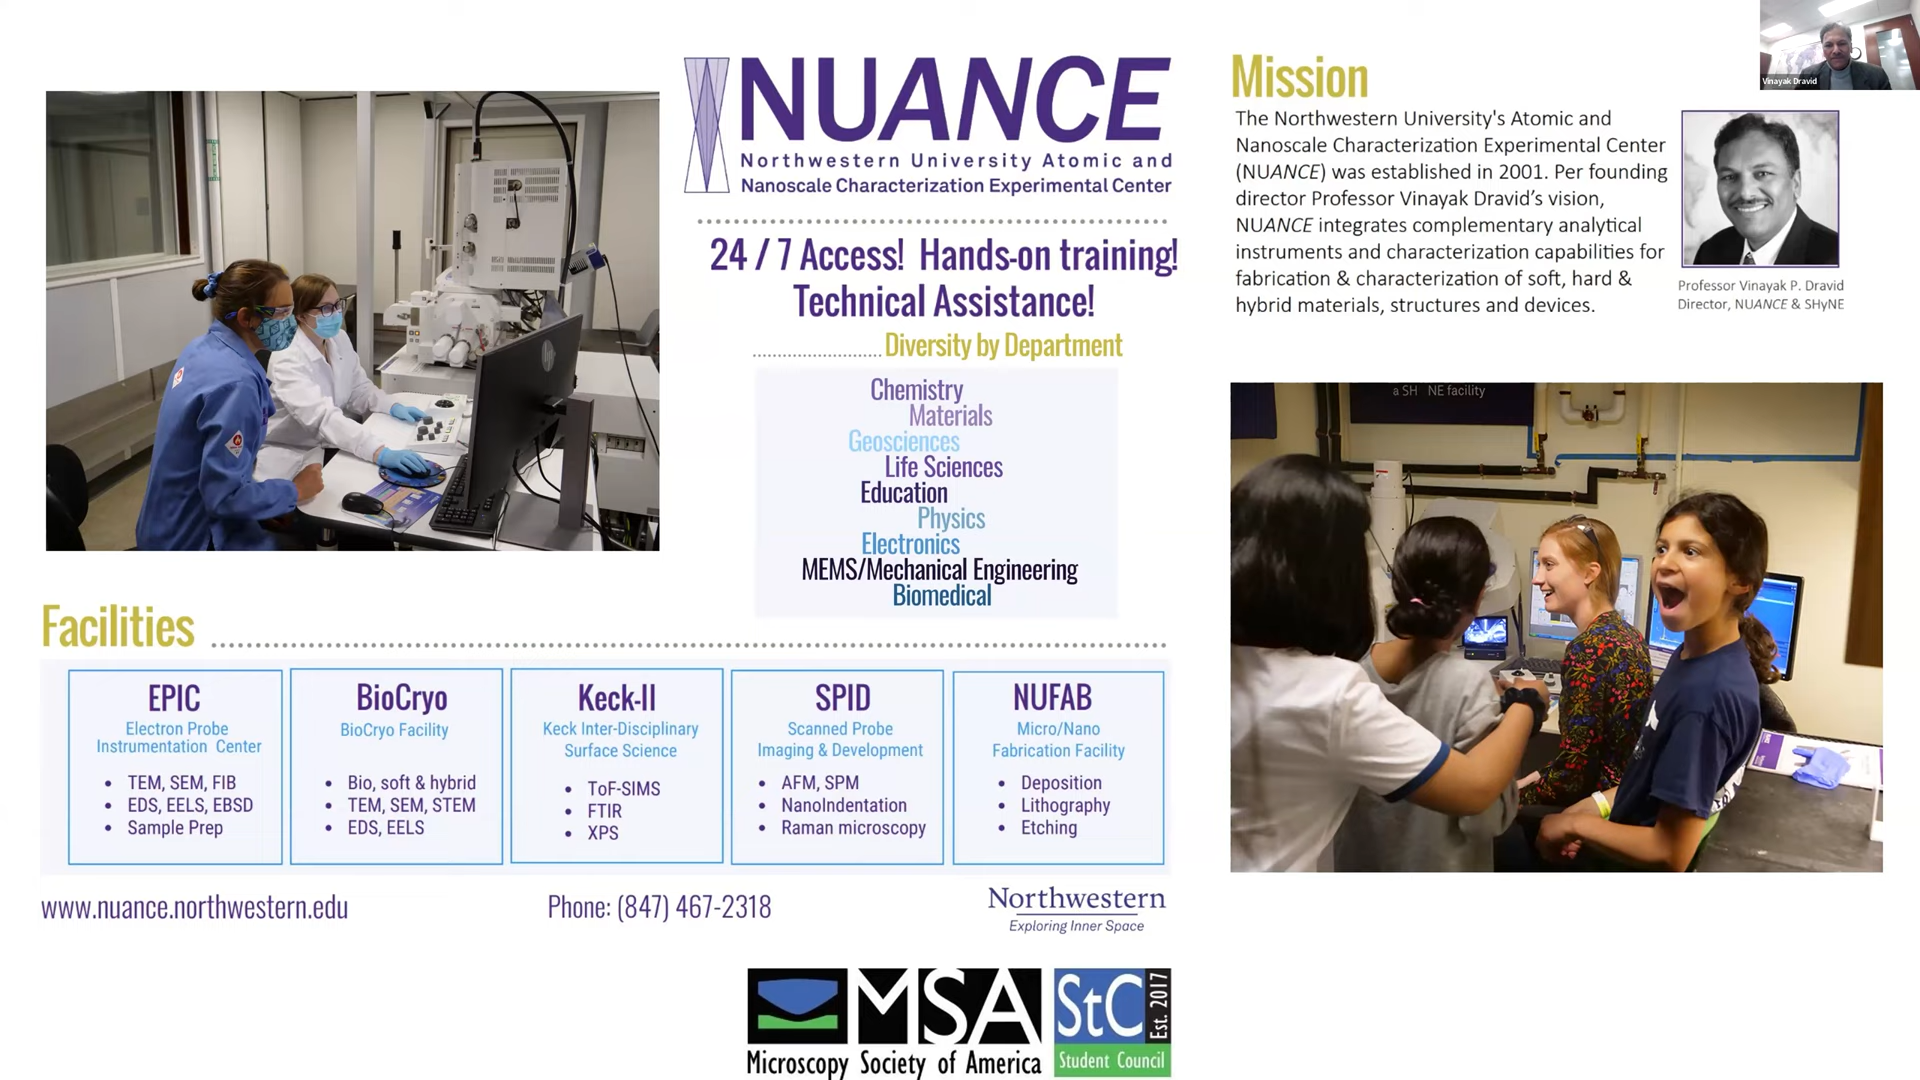 NUANCE
Northwestern University Atomic and
Nanoscale Characterization Experimental Center
24 / 7 Access! Hands-on training!
Technical Assistance!
Diversity by Department
Chemistry
Materials
Geosciences
Life Sciences
Education
Physics
Electronics
MEMS/Mechanical Engineering
Biomedical
Mission
The Northwestern University's Atomic and
Nanoscale Characterization Experimental Center
(NUANCE) was established in 2001. Per founding
director Professor Vinayak Dravid’s vision,
NUANCE integrates complementary analytical
instruments and characterization capabilities for
fabrication & characterization of soft, hard &
hybrid materials, structures and devices.
Vinayak Dravid
Professor Vinayak P. Dravid
Director, NUANCE & SHyNE
a SH NE facility
Facilities
EPIC
Electron Probe
Instrumentation Center
• TEM, SEM, FIB
• EDS, EELS, EBSD
• Sample Prep
BioCryo
BioCryo Facility
• Bio, soft & hybrid
• TEM, SEM, STEM
• EDS, EELS
Keck-II
Keck Inter-Disciplinary
Surface Science
• ToF-SIMS
• FTIR
• XPS
SPID
Scanned Probe
Imaging & Development
• AFM, SPM
• NanoIndentation
• Raman microscopy
NUFAB
Micro/Nano
Fabrication Facility
• Deposition
• Lithography
• Etching
www.nuance.northwestern.edu
Phone: (847) 467-2318
Northwestern
Exploring Inner Space
MSA
Microscopy Society of America
StC
Est. 2017
Student Council